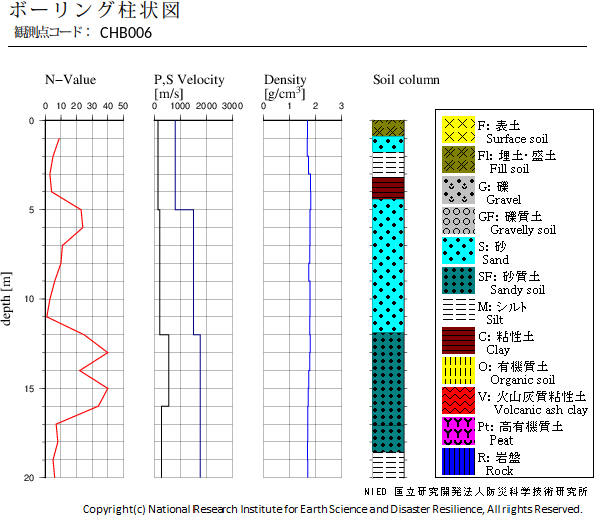 ボーリング柱状図
観測点コード： CHB006
N−Value
P,S Velocity
[m/s]
Density
[g/cm³]
Soil column
0 10 20 30 40 50
0 1000 2000 3000
0 1 2 3
depth [m]
0
5
10
15
20
F: 表土
Surface soil
Fl: 埋土・盛土
Fill soil
G: 礫
Gravel
GF: 礫質土
Gravelly soil
S: 砂
Sand
SF: 砂質土
Sandy soil
M: シルト
Silt
C: 粘性土
Clay
O: 有機質土
Organic soil
V: 火山灰質粘性土
Volcanic ash clay
Pt: 高有機質土
Peat
R: 岩盤
Rock
NIED 国立研究開発法人防災科学技術研究所
Copyright(c) National Research Institute for Earth Science and Disaster Resilience, All rights Reserved.